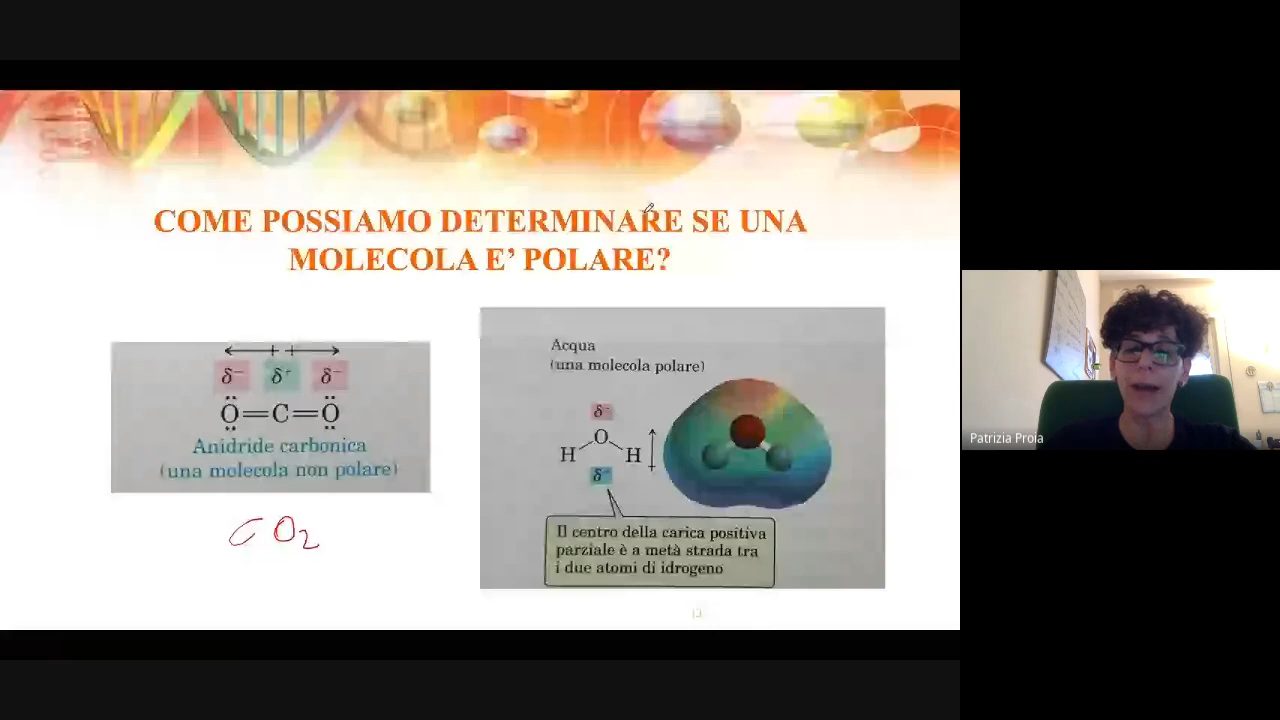 COME POSSIAMO DETERMINARE SE UNA
MOLECOLA E' POLARE?
δ⁻ δ⁺ δ⁻
O=C=O
Anidride carbonica
(una molecola non polare)
CO₂
Acqua
(una molecola polare)
δ⁻
O
H H
δ⁺
Il centro della carica positiva
parziale è a metà strada tra
i due atomi di idrogeno
Patrizia Proia